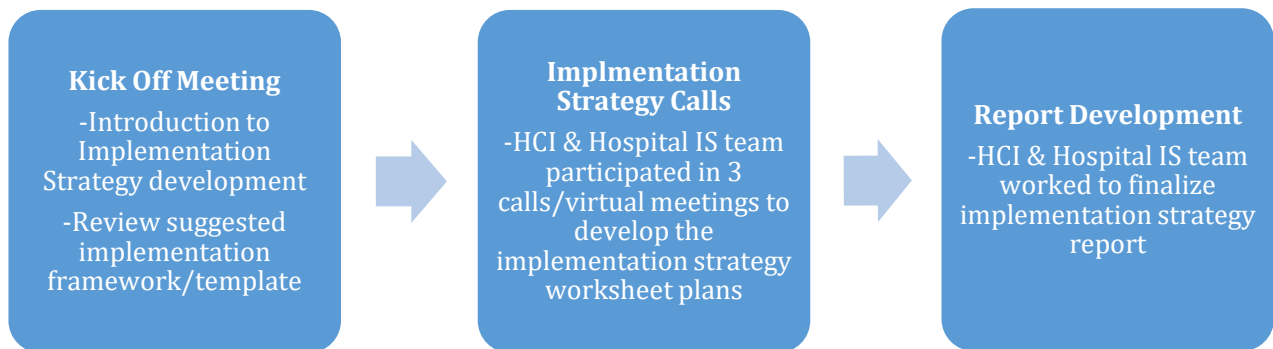 Kick Off Meeting
-Introduction to
Implementation
Strategy development
-Review suggested
implementation
framework/template
Implmentation
Strategy Calls
-HCI & Hospital IS team
participated in 3
calls/virtual meetings to
develop the
implementation strategy
worksheet plans
Report Development
-HCI & Hospital IS team
worked to finalize
implementation strategy
report